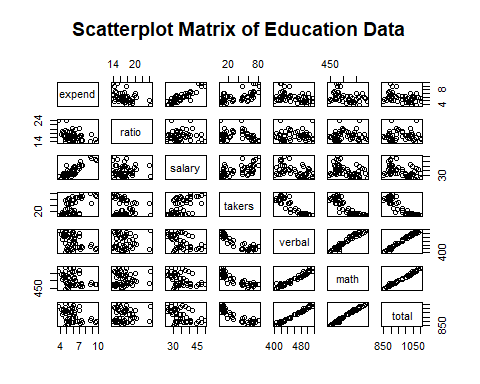 Scatterplot Matrix of Education Data
14 20 20 80 450
expend 4 8
14 24 ratio
salary 30
20 takers
verbal 400
450 math
total 850
4 7 10 30 45 400 480 850 1050